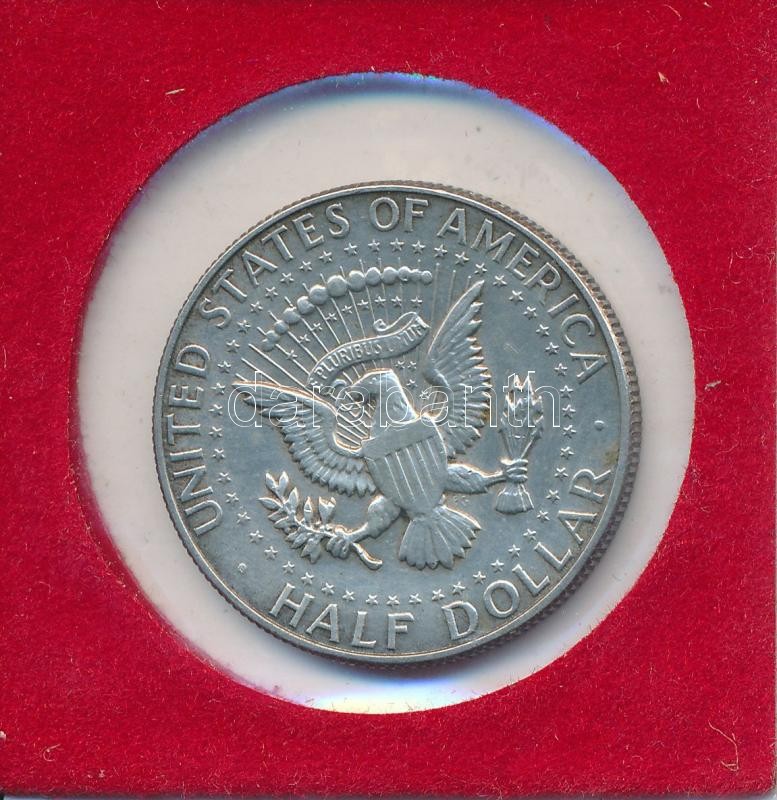 UNITED STATES OF AMERICA
E PLURIBUS UNUM
HALF DOLLAR
darabanth